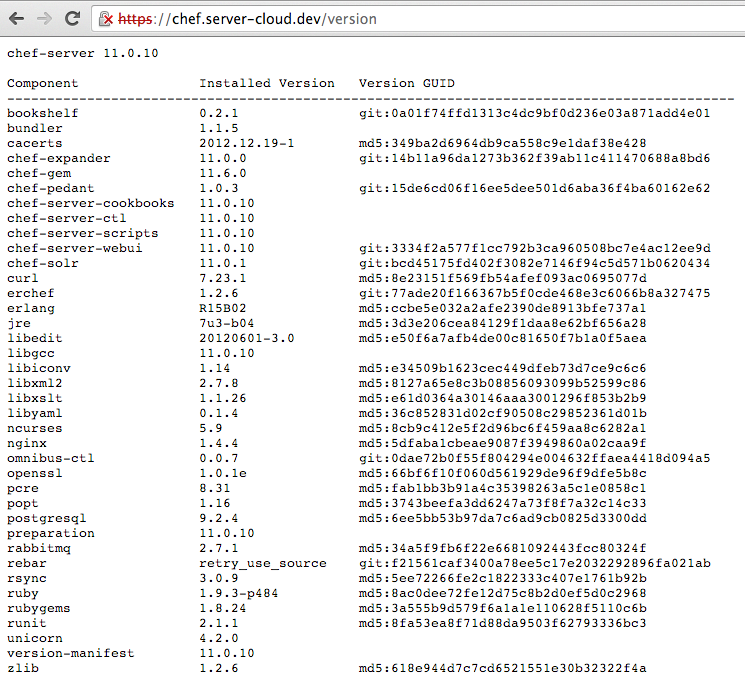 https://chef.server-cloud.dev/version
chef-server 11.0.10
Component Installed Version Version GUID
--------------------------------------------------------------------------------------------
bookshelf 0.2.1 git:0a01f74ffd1313c4dc9bf0d236e03a871add4e01
bundler 1.1.5
cacerts 2012.12.19-1 md5:349ba2d6964db9ca558c9e1daf38e428
chef-expander 11.0.0 git:14b11a96da1273b362f39ab11c411470688a8bd6
chef-gem 11.6.0
chef-pedant 1.0.3 git:15de6cd06f16ee5dee501d6aba36f4ba60162e62
chef-server-cookbooks 11.0.10
chef-server-ctl 11.0.10
chef-server-scripts 11.0.10
chef-server-webui 11.0.10 git:3334f2a577f1cc792b3ca960508bc7e4ac12ee9d
chef-solr 11.0.1 git:bcd45175fd402f3082e7146f94c5d571b0620434
curl 7.23.1 md5:8e23151f569fb54afef093ac0695077d
erchef 1.2.6 git:77ade20f166367b5f0cde468e3c6066b8a327475
erlang R15B02 md5:ccbe5e032a2afe2390de8913bfe737a1
jre 7u3-b04 md5:3d3e206cea84129f1daa8e62bf656a28
libedit 20120601-3.0 md5:e50f6a7afb4de00c81650f7b1a0f5aea
libgcc 11.0.10
libiconv 1.14 md5:e34509b1623cec449dfeb73d7ce9c6c6
libxml2 2.7.8 md5:8127a65e8c3b08856093099b52599c86
libxslt 1.1.26 md5:e61d0364a30146aaa3001296f853b2b9
libyaml 0.1.4 md5:36c852831d02cf90508c29852361d01b
ncurses 5.9 md5:8cb9c412e5f2d96bc6f459aa8c6282a1
nginx 1.4.4 md5:5dfaba1cbeae9087f3949860a02caa9f
omnibus-ctl 0.0.7 git:0dae72b0f55f804294e004632ffaea4418d094a5
openssl 1.0.1e md5:66bf6f10f060d561929de96f9dfe5b8c
pcre 8.31 md5:fab1bb3b91a4c35398263a5c1e0858c1
popt 1.16 md5:3743beefa3dd6247a73f8f7a32c14c33
postgresql 9.2.4 md5:6ee5bb53b97da7c6ad9cb0825d3300dd
preparation 11.0.10
rabbitmq 2.7.1 md5:34a5f9fb6f22e6681092443fcc80324f
rebar retry_use_source git:f21561caf3400a78ee5c17e2032292896fa021ab
rsync 3.0.9 md5:5ee72266fe2c1822333c407e1761b92b
ruby 1.9.3-p484 md5:8ac0dee72fe12d75c8b2d0ef5d0c2968
rubygems 1.8.24 md5:3a555b9d579f6a1a1e110628f5110c6b
runit 2.1.1 md5:8fa53ea8f71d88da9503f62793336bc3
unicorn 4.2.0
version-manifest 11.0.10
zlib 1.2.6 md5:618e944d7c7cd6521551e30b32322f4a